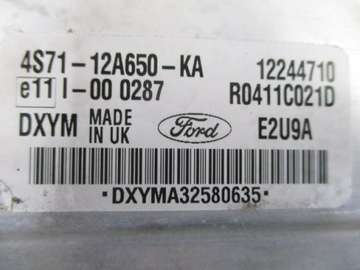 4S71-12A650-KA 12244710
e11 I-00 0287 R0411C021D
DXYM MADE IN UK Ford E2U9A
·DXYMA32580635·